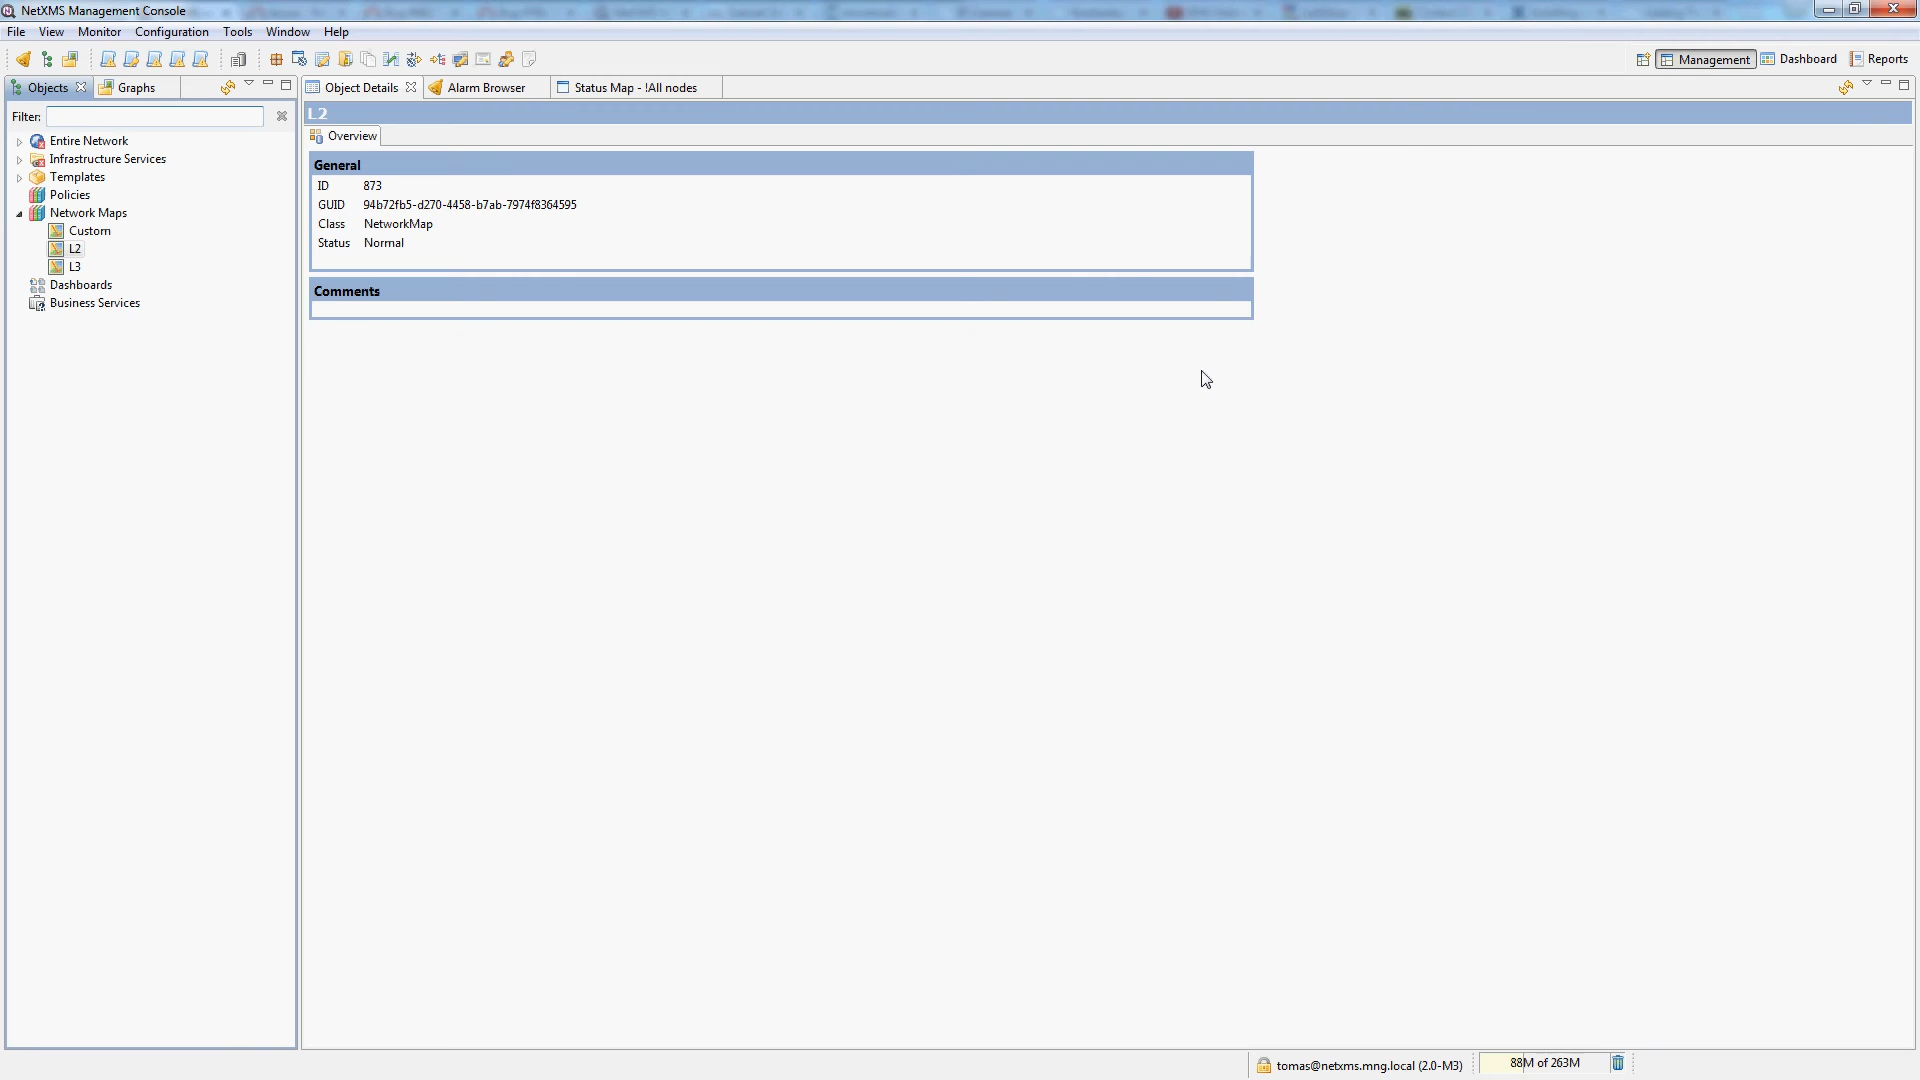 NetXMS Management Console
File View Monitor Configuration Tools Window Help
Management Dashboard Reports
Objects Graphs
Object Details Alarm Browser Status Map - !All nodes
Filter:
L2
Overview
Entire Network
Infrastructure Services
Templates
Policies
Network Maps
Custom
L2
L3
Dashboards
Business Services
General
ID 873
GUID 94b72fb5-d270-4458-b7ab-7974f8364595
Class NetworkMap
Status Normal
Comments
tomas@netxms.mng.local (2.0-M3) 88M of 263M